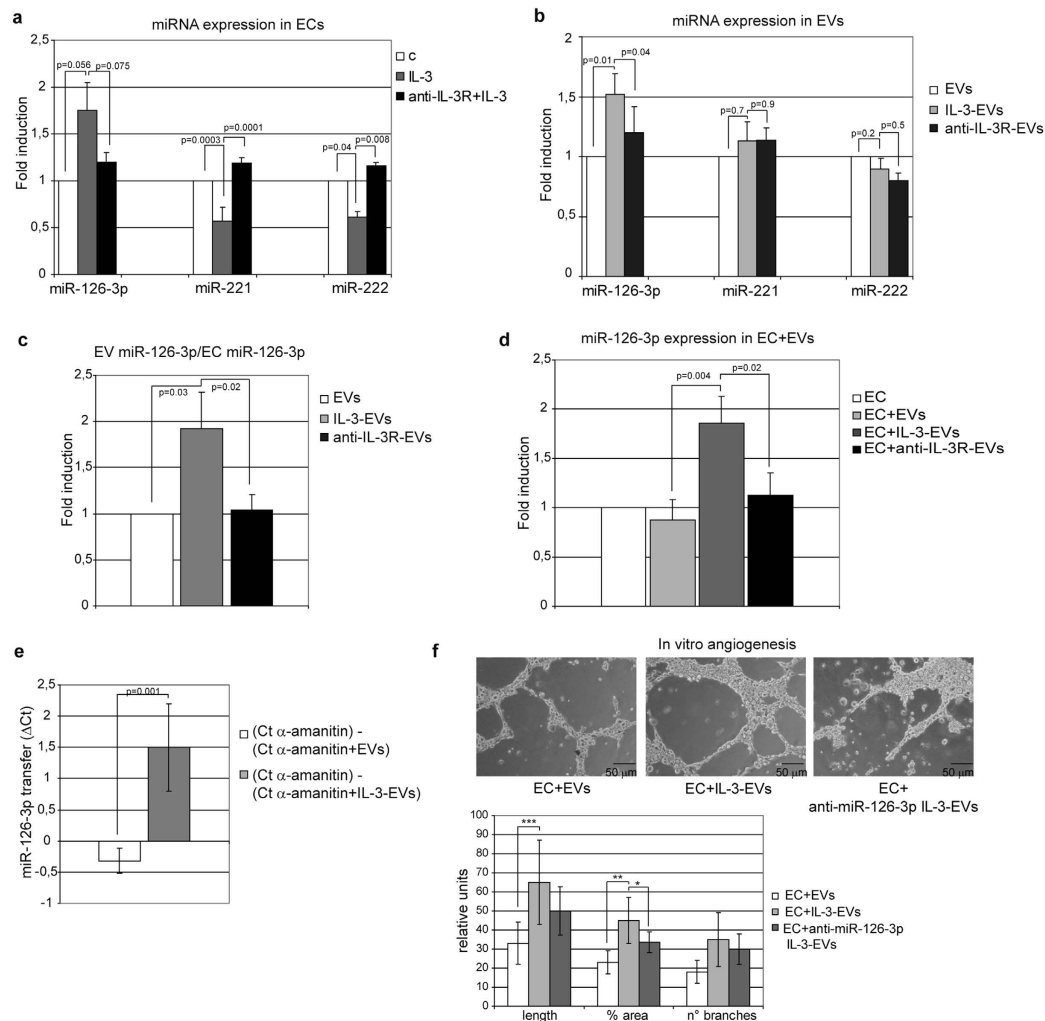 a
miRNA expression in ECs
2,5
2
1,5
1
0,5
0
Fold induction
p=0.056
p=0.075
p=0.0003
p=0.0001
p=0.04
p=0.008
c
IL-3
anti-IL-3R+IL-3
miR-126-3p
miR-221
miR-222
b
miRNA expression in EVs
2
1,5
1
0,5
0
Fold induction
p=0.01
p=0.04
p=0.7
p=0.9
p=0.2
p=0.5
EVs
IL-3-EVs
anti-IL-3R-EVs
miR-126-3p
miR-221
miR-222
c
EV miR-126-3p/EC miR-126-3p
2,5
2
1,5
1
0,5
0
Fold induction
p=0.03
p=0.02
EVs
IL-3-EVs
anti-IL-3R-EVs
d
miR-126-3p expression in EC+EVs
2,5
2
1,5
1
0,5
0
Fold induction
p=0.004
p=0.02
EC
EC+EVs
EC+IL-3-EVs
EC+anti-IL-3R-EVs
e
2,5
2
1,5
1
0,5
0
-0,5
-1
miR-126-3p transfer (ΔCt)
p=0.001
(Ct α-amanitin) -
(Ct α-amanitin+EVs)
(Ct α-amanitin) -
(Ct α-amanitin+IL-3-EVs)
f
In vitro angiogenesis
50 µm
50 µm
50 µm
EC+EVs
EC+IL-3-EVs
EC+
anti-miR-126-3p IL-3-EVs
100
90
80
70
60
50
40
30
20
10
0
relative units
***
**
*
EC+EVs
EC+IL-3-EVs
EC+anti-miR-126-3p
IL-3-EVs
length
% area
n° branches